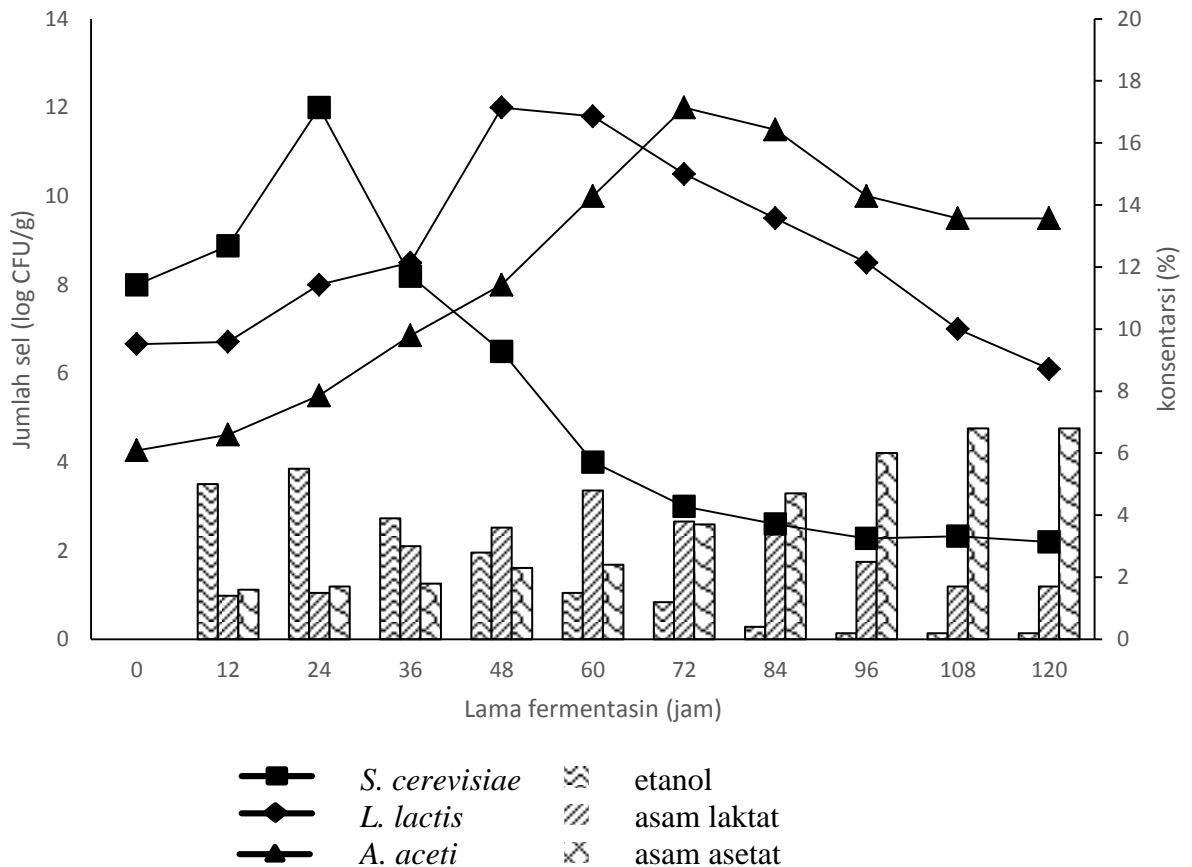 14
12
10
8
6
4
2
0
Jumlah sel (log CFU/g)
20
18
16
14
12
10
8
6
4
2
0
konsentarsi (%)
0 12 24 36 48 60 72 84 96 108 120
Lama fermentasin (jam)
S. cerevisiae etanol
L. lactis asam laktat
A. aceti asam asetat